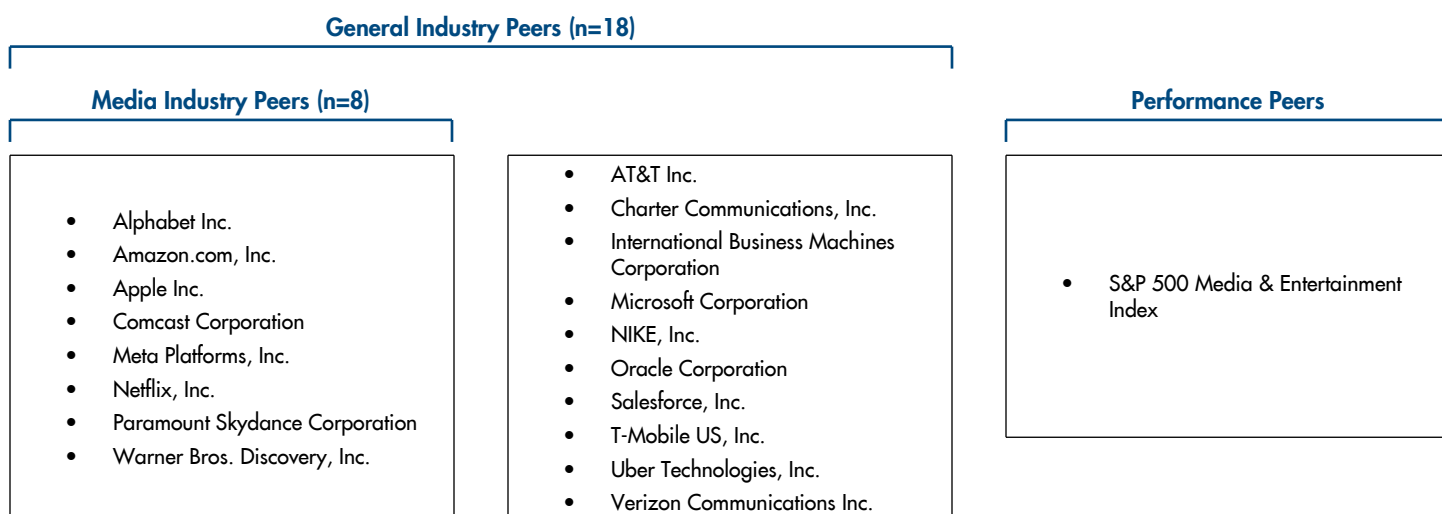 General Industry Peers (n=18)
Media Industry Peers (n=8)
Performance Peers
• Alphabet Inc.
• Amazon.com, Inc.
• Apple Inc.
• Comcast Corporation
• Meta Platforms, Inc.
• Netflix, Inc.
• Paramount Skydance Corporation
• Warner Bros. Discovery, Inc.
• AT&T Inc.
• Charter Communications, Inc.
• International Business Machines
Corporation
• Microsoft Corporation
• NIKE, Inc.
• Oracle Corporation
• Salesforce, Inc.
• T-Mobile US, Inc.
• Uber Technologies, Inc.
• Verizon Communications Inc.
• S&P 500 Media & Entertainment
Index